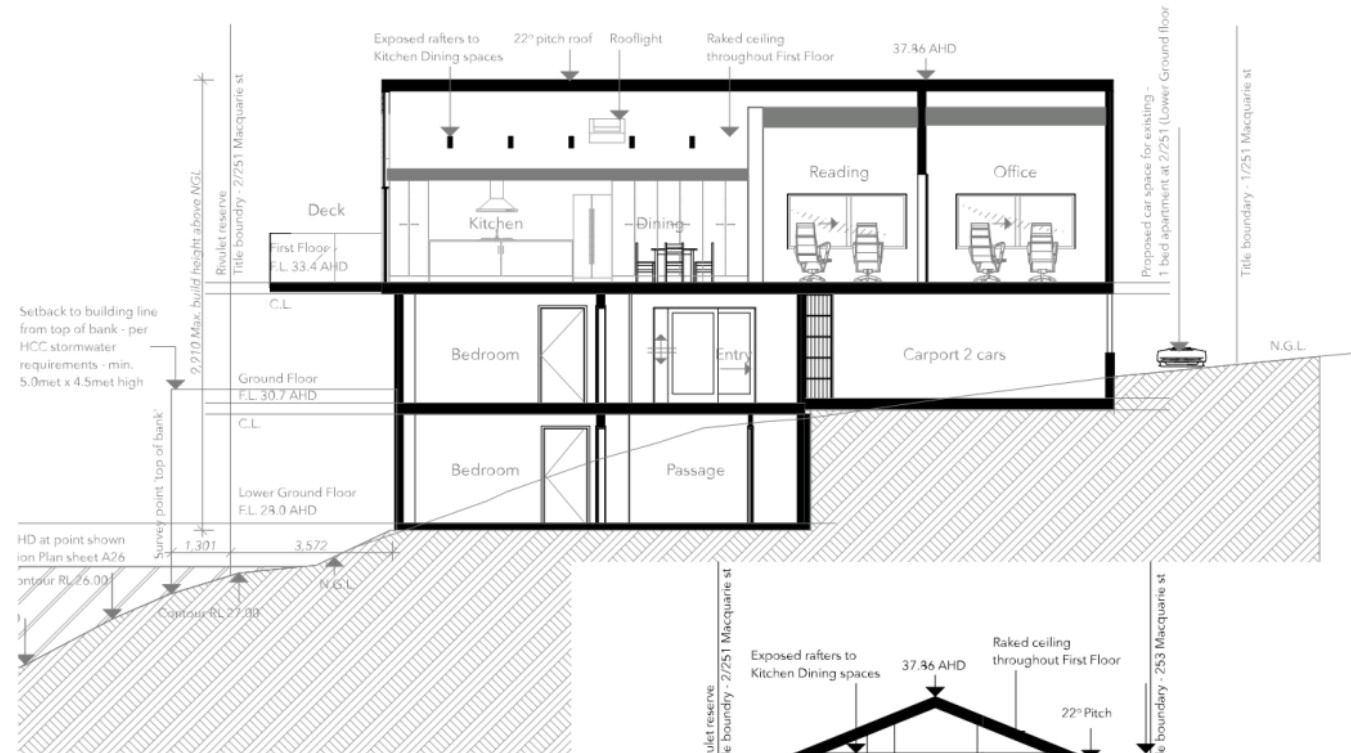 Exposed rafters to
Kitchen Dining spaces
22° pitch roof
Rooflight
Raked ceiling
throughout First Floor
37.86 AHD
Proposed car space for existing -
1 bed apartment at 2/251 (Lower Ground floor
Title boundary - 1/251 Macquarie st
Rivulet reserve
Title boundry - 2/251 Macquarie st
Max. build height above NGL
Deck
Kitchen
Dining
Reading
Office
First Floor
F.L. 33.4 AHD
C.L.
Setback to building line
from top of bank - per
HCC stormwater
requirements - min.
5.0met x 4.5met high
Bedroom
Entry
Carport 2 cars
N.G.L.
Ground Floor
F.L. 30.7 AHD
C.L.
Survey point 'top of bank'
Bedroom
Passage
Lower Ground Floor
F.L. 28.0 AHD
HD at point shown
ion Plan sheet A26
ontour RL 26.00
1,301
3,572
N.G.L.
Contour RL 27.00
ulet reserve
e boundry - 2/251 Macquarie st
Exposed rafters to
Kitchen Dining spaces
37.86 AHD
Raked ceiling
throughout First Floor
22° Pitch
e boundary - 253 Macquarie st